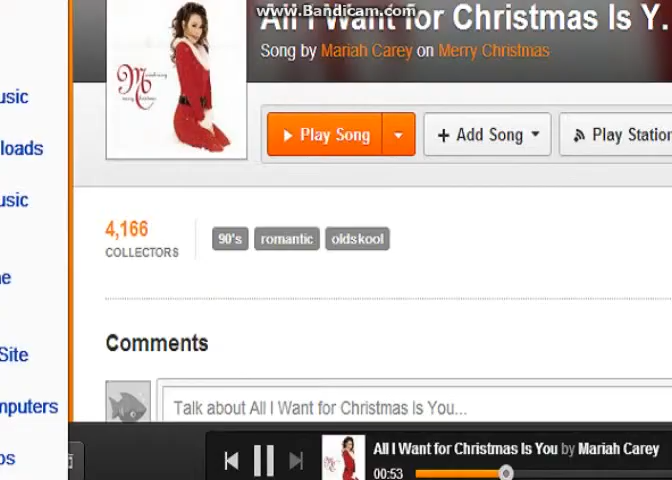 www.Bandicam.com
All I Want for Christmas Is Y...
Song by Mariah Carey on Merry Christmas
usic
Play Song
Add Song
Play Station
loads
usic
4,166
COLLECTORS
90's
romantic
oldskool
ne
Comments
Site
mputers
Talk about All I Want for Christmas Is You...
os
All I Want for Christmas Is You by Mariah Carey
00:53